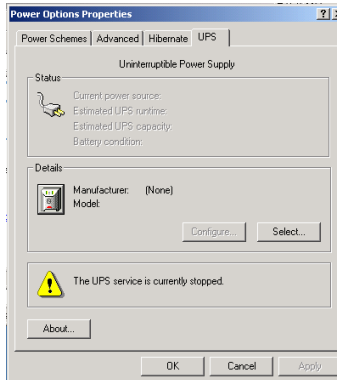 Power Options Properties
Power Schemes Advanced Hibernate UPS
Uninterruptible Power Supply
Status
Current power source:
Estimated UPS runtime:
Estimated UPS capacity:
Battery condition:
Details
Manufacturer: (None)
Model:
Configure... Select...
The UPS service is currently stopped.
About...
OK Cancel Apply